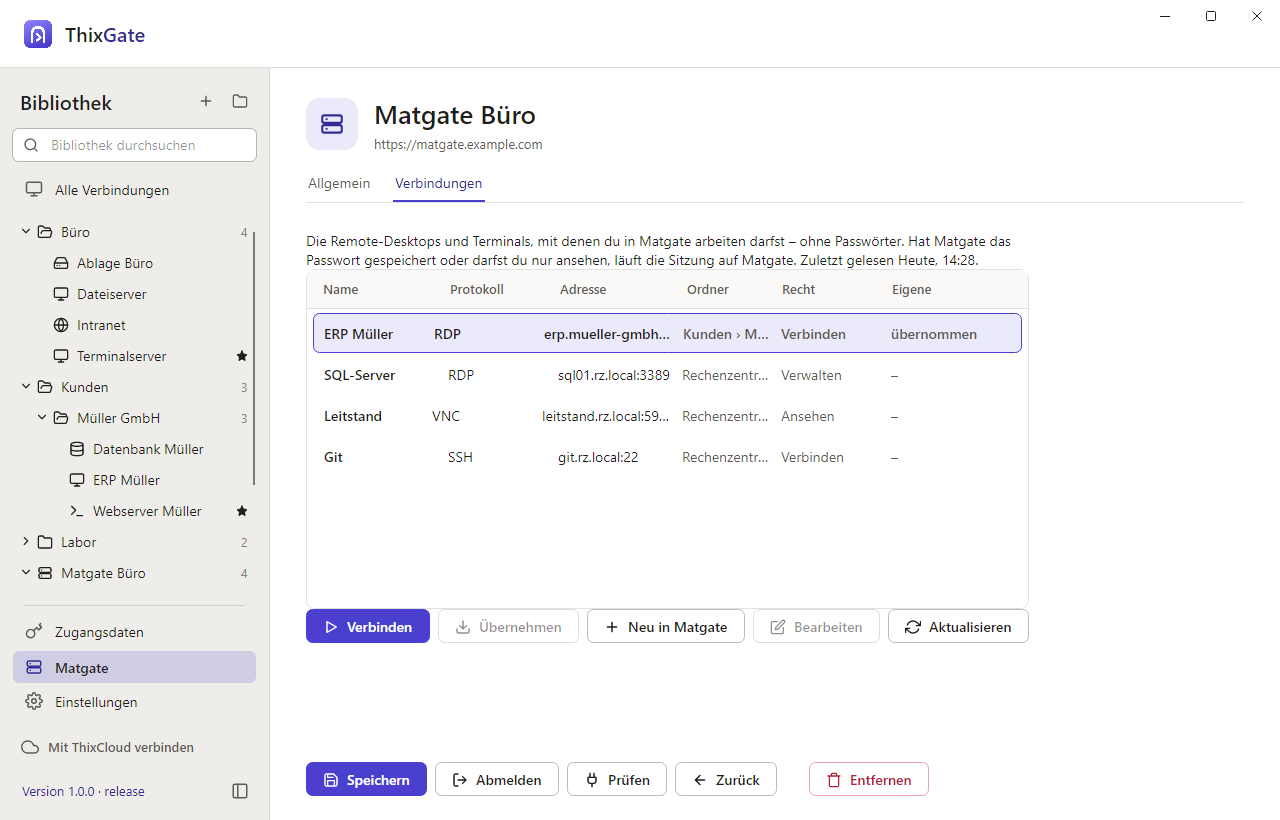 ThixGate
Bibliothek
Bibliothek durchsuchen
Alle Verbindungen
Büro 4
Ablage Büro
Dateiserver
Intranet
Terminalserver
Kunden 3
Müller GmbH 3
Datenbank Müller
ERP Müller
Webserver Müller
Labor 2
Matgate Büro 4
Zugangsdaten
Matgate
Einstellungen
Mit ThixCloud verbinden
Version 1.0.0 · release
Matgate Büro
https://matgate.example.com
Allgemein Verbindungen
Die Remote-Desktops und Terminals, mit denen du in Matgate arbeiten darfst – ohne Passwörter. Hat Matgate das
Passwort gespeichert oder darfst du nur ansehen, läuft die Sitzung auf Matgate. Zuletzt gelesen Heute, 14:28.
Name Protokoll Adresse Ordner Recht Eigene
ERP Müller RDP erp.mueller-gmbh... Kunden › M... Verbinden übernommen
SQL-Server RDP sql01.rz.local:3389 Rechenzentr... Verwalten –
Leitstand VNC leitstand.rz.local:59... Rechenzentr... Ansehen –
Git SSH git.rz.local:22 Rechenzentr... Verbinden –
Verbinden Übernehmen Neu in Matgate Bearbeiten Aktualisieren
Speichern Abmelden Prüfen Zurück Entfernen